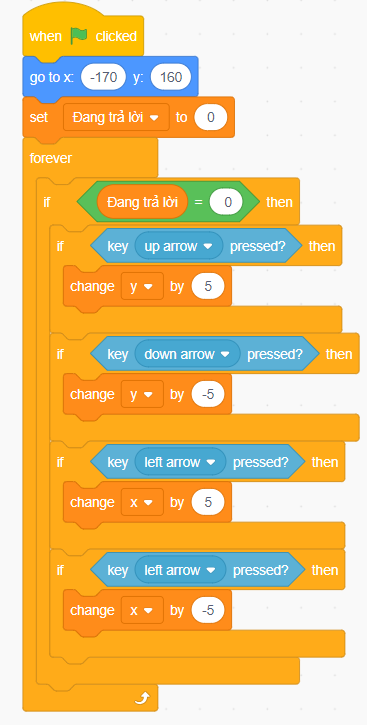 when clicked
go to x: -170 y: 160
set Đang trả lời to 0
forever
if Đang trả lời = 0 then
if key up arrow pressed? then
change y by 5
if key down arrow pressed? then
change y by -5
if key left arrow pressed? then
change x by 5
if key left arrow pressed? then
change x by -5